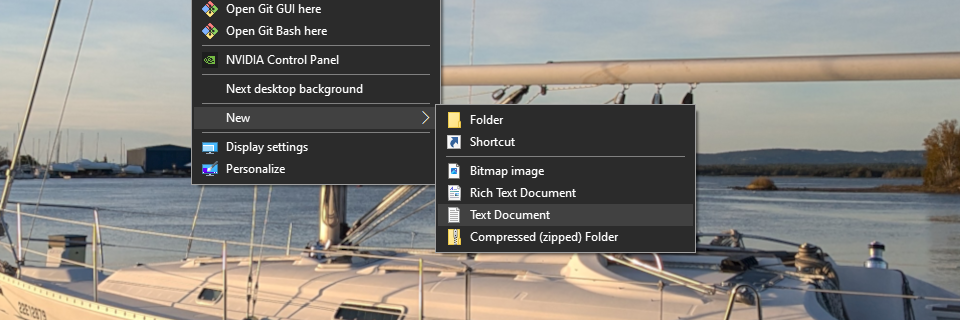 Open Git GUI here
Open Git Bash here
NVIDIA Control Panel
Next desktop background
New
Display settings
Personalize
Folder
Shortcut
Bitmap image
Rich Text Document
Text Document
Compressed (zipped) Folder